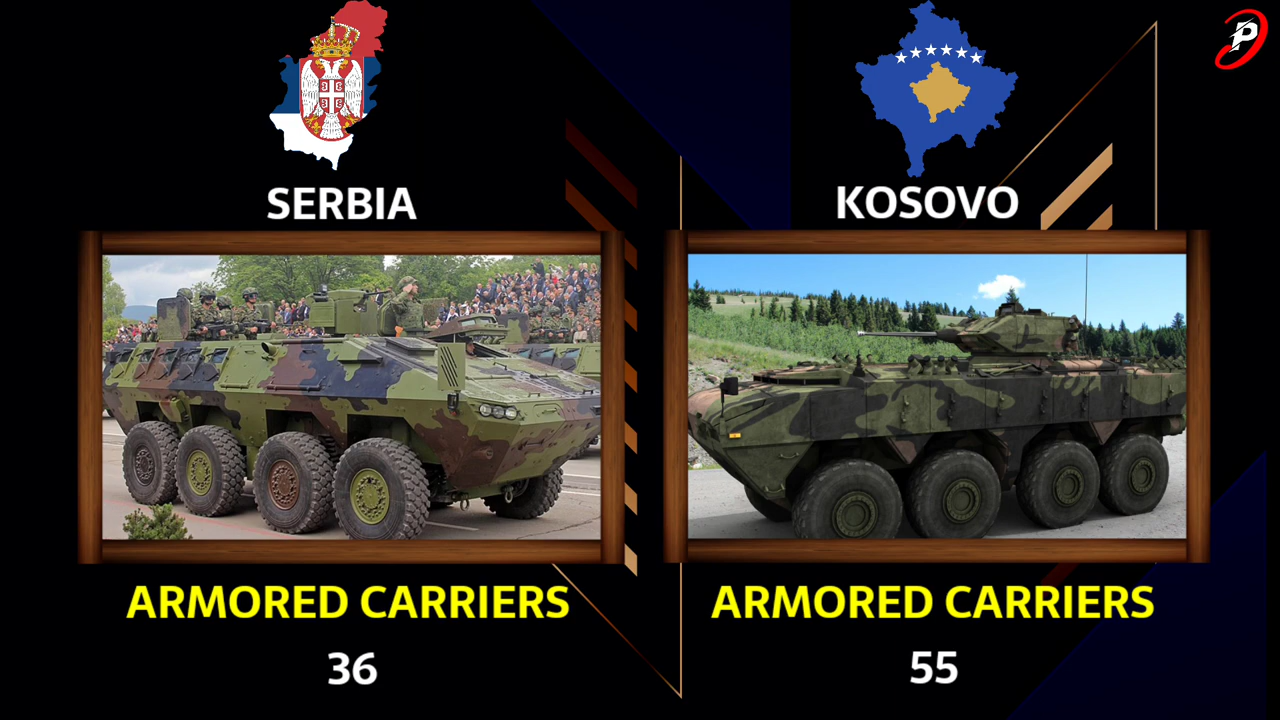 P
SERBIA
KOSOVO
ARMORED CARRIERS
ARMORED CARRIERS
36
55